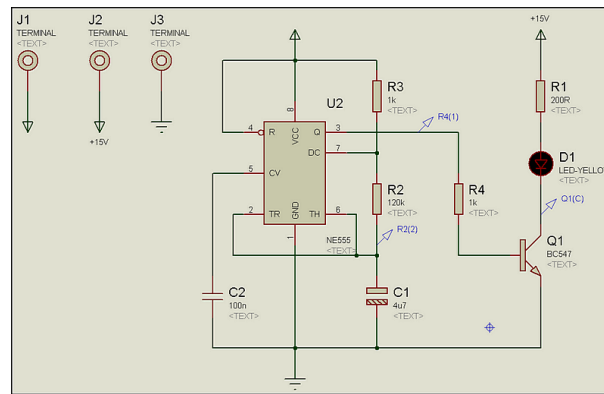 J1
TERMINAL
<TEXT>
J2
TERMINAL
<TEXT>
J3
TERMINAL
<TEXT>
+15V
+15V
R3
1k
<TEXT>
R1
200R
<TEXT>
U2
8
VCC
4
R
Q
3
R4(1)
DC
7
5
CV
2
TR
GND
TH
6
1
NE555
<TEXT>
R2
120k
<TEXT>
R2(2)
R4
1k
<TEXT>
D1
LED-YELLO
<TEXT>
Q1(C)
Q1
BC547
<TEXT>
C2
100n
<TEXT>
C1
4u7
<TEXT>